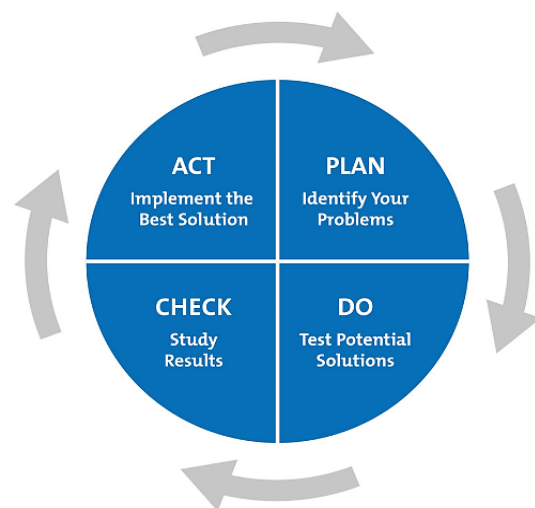 ACT
Implement the
Best Solution
PLAN
Identify Your
Problems
CHECK
Study
Results
DO
Test Potential
Solutions